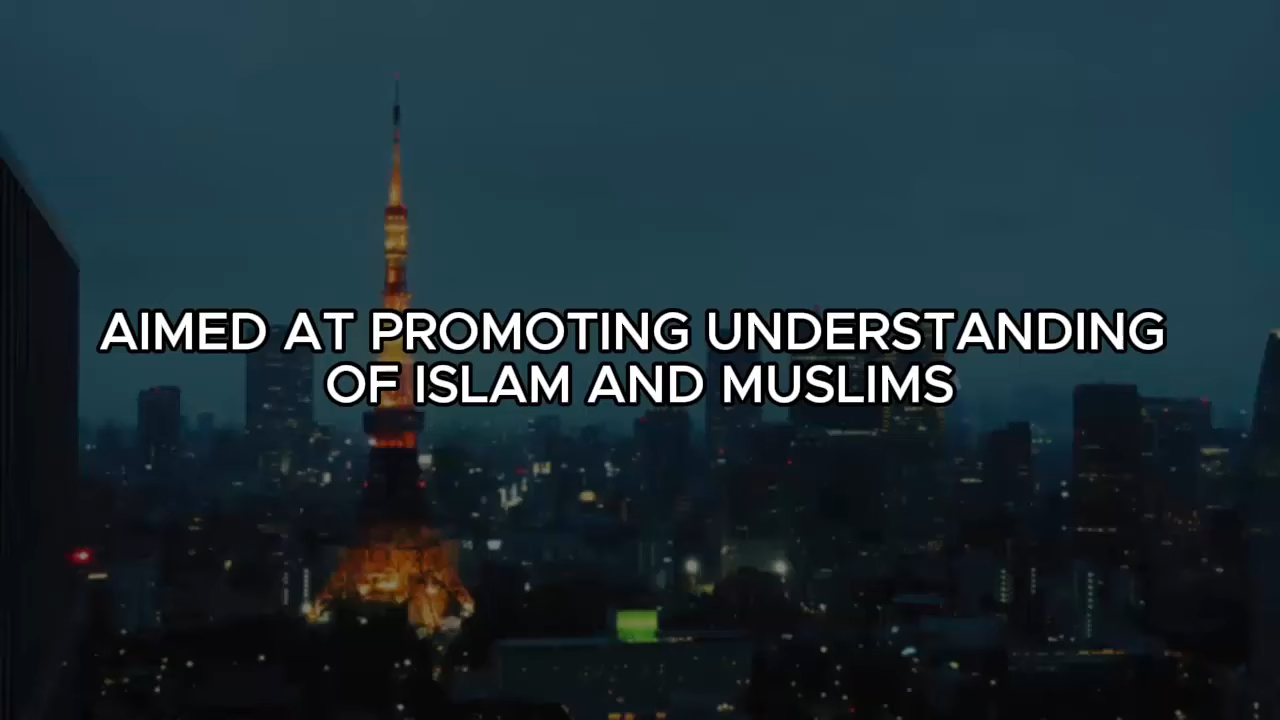 AIMED AT PROMOTING UNDERSTANDING
OF ISLAM AND MUSLIMS